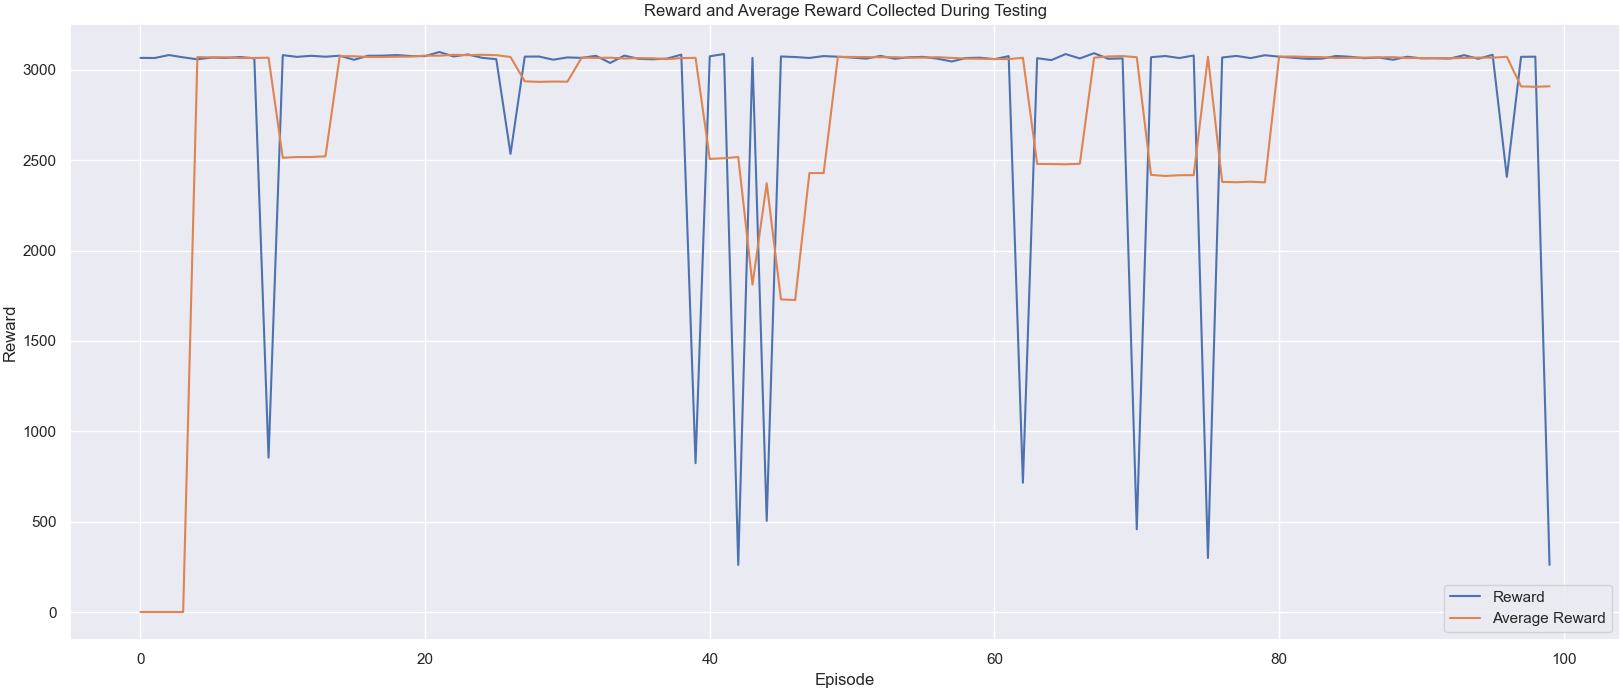 Reward and Average Reward Collected During Testing
Reward
3000
2500
2000
1500
1000
500
0
0 20 40 60 80 100
Episode
Reward
Average Reward